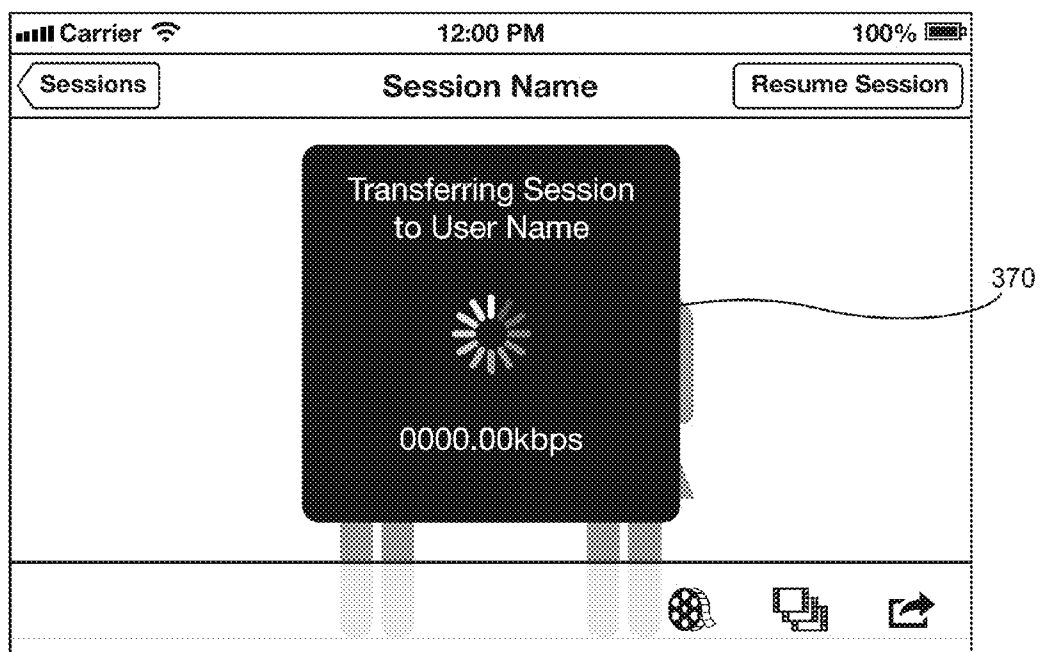 Carrier 12:00 PM 100%
Sessions Session Name Resume Session
Transferring Session
to User Name
370
0000.00kbps